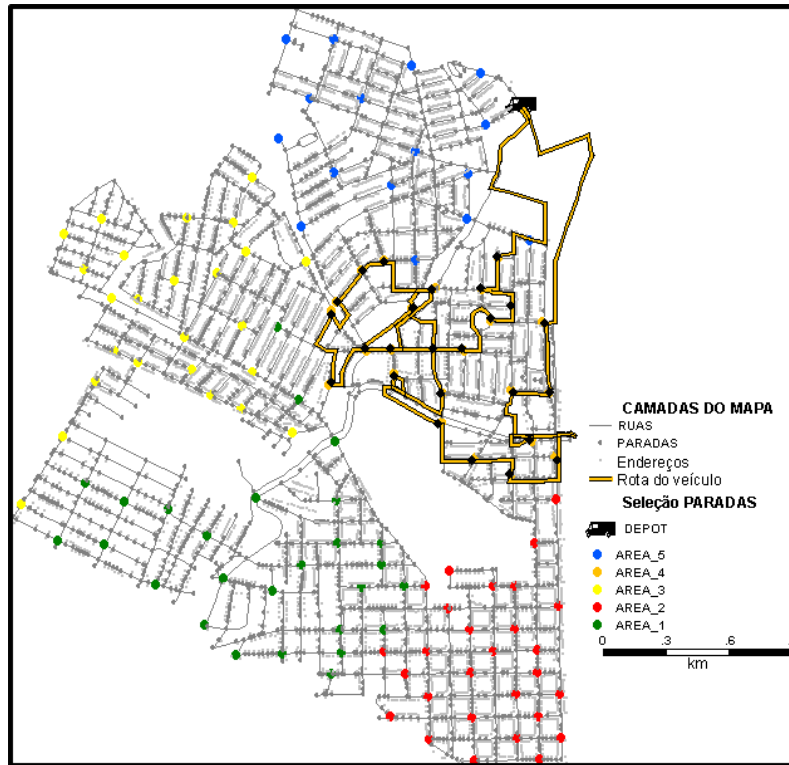 CAMADAS DO MAPA
RUAS
PARADAS
Endereços
Rota do veículo
Seleção PARADAS
DEPOT
AREA_5
AREA_4
AREA_3
AREA_2
AREA_1
0 .3 .6
km